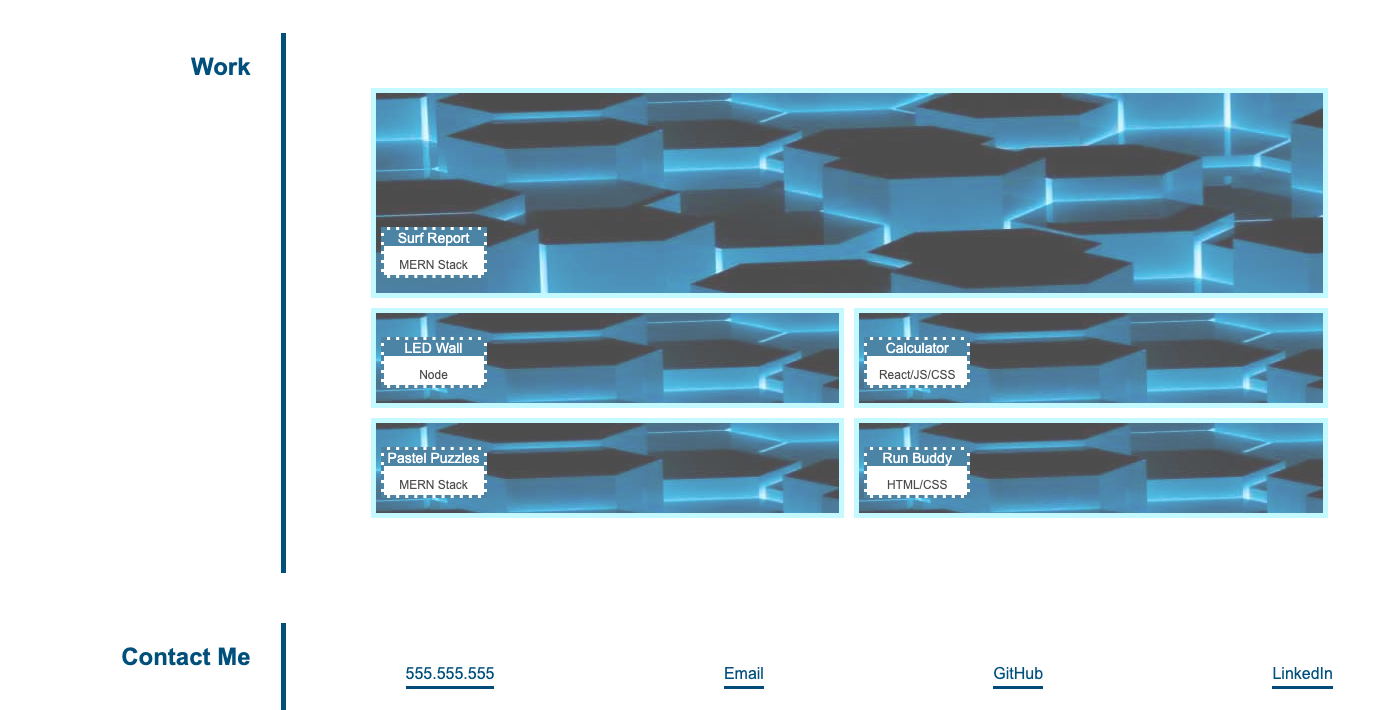 Work
Surf Report
MERN Stack
LED Wall
Node
Calculator
React/JS/CSS
Pastel Puzzles
MERN Stack
Run Buddy
HTML/CSS
Contact Me
555.555.555
Email
GitHub
LinkedIn